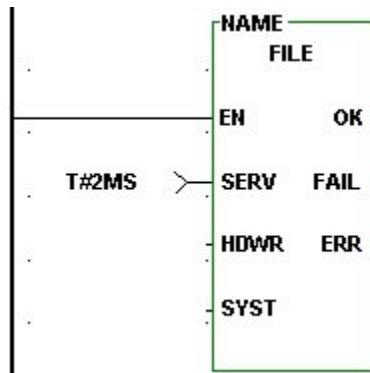 NAME
FILE
EN OK
T#2MS SERV FAIL
HDWR ERR
SYST